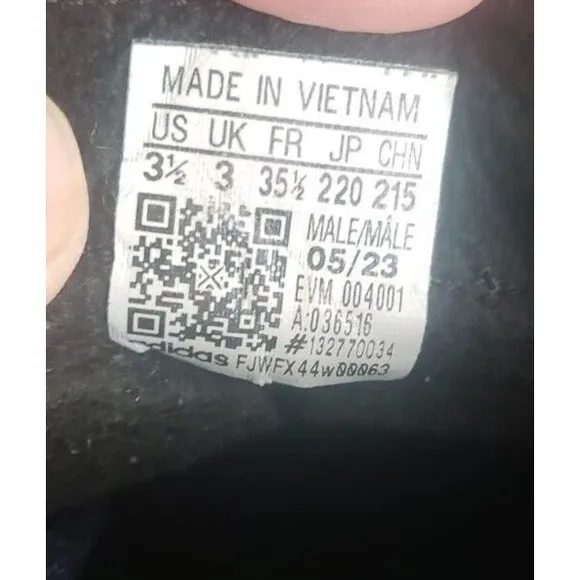 MADE IN VIETNAM
US UK FR JP CHN
3½ 3 35½ 220 215
MALE/MÂLE
05/23
EVM 004001
A:036516
#132770034
adidas FJWFX44W00063